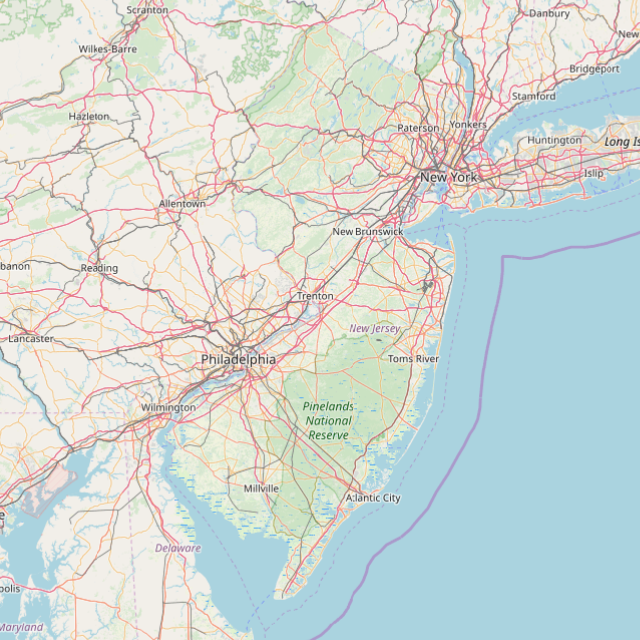 Scranton
Danbury
New
Wilkes-Barre
Bridgeport
Stamford
Hazleton
Paterson
Yonkers
Huntington
Long Is
New York
Islip
Allentown
New Brunswick
banon
Reading
Trenton
New Jersey
Lancaster
Philadelphia
Toms River
Wilmington
Pinelands
National
Reserve
Millville
Atlantic City
e
Delaware
polis
Maryland